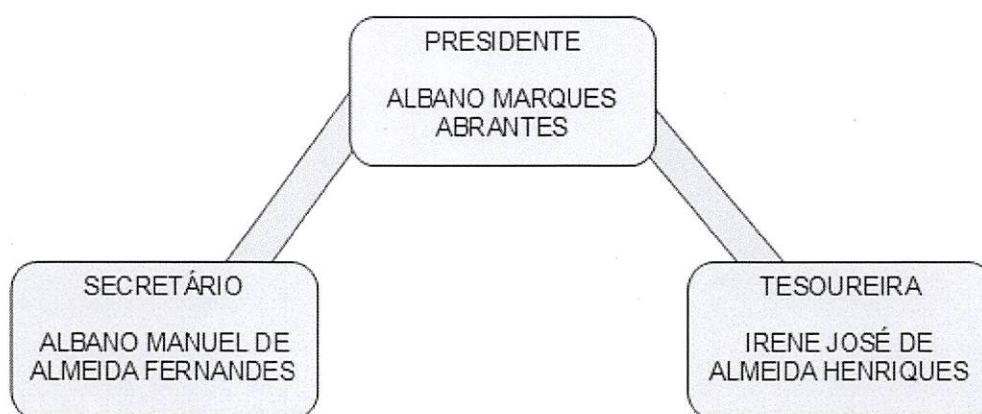 PRESIDENTE
ALBANO MARQUES
ABRANTES
SECRETÁRIO
ALBANO MANUEL DE
ALMEIDA FERNANDES
TESOUREIRA
IRENE JOSÉ DE
ALMEIDA HENRIQUES